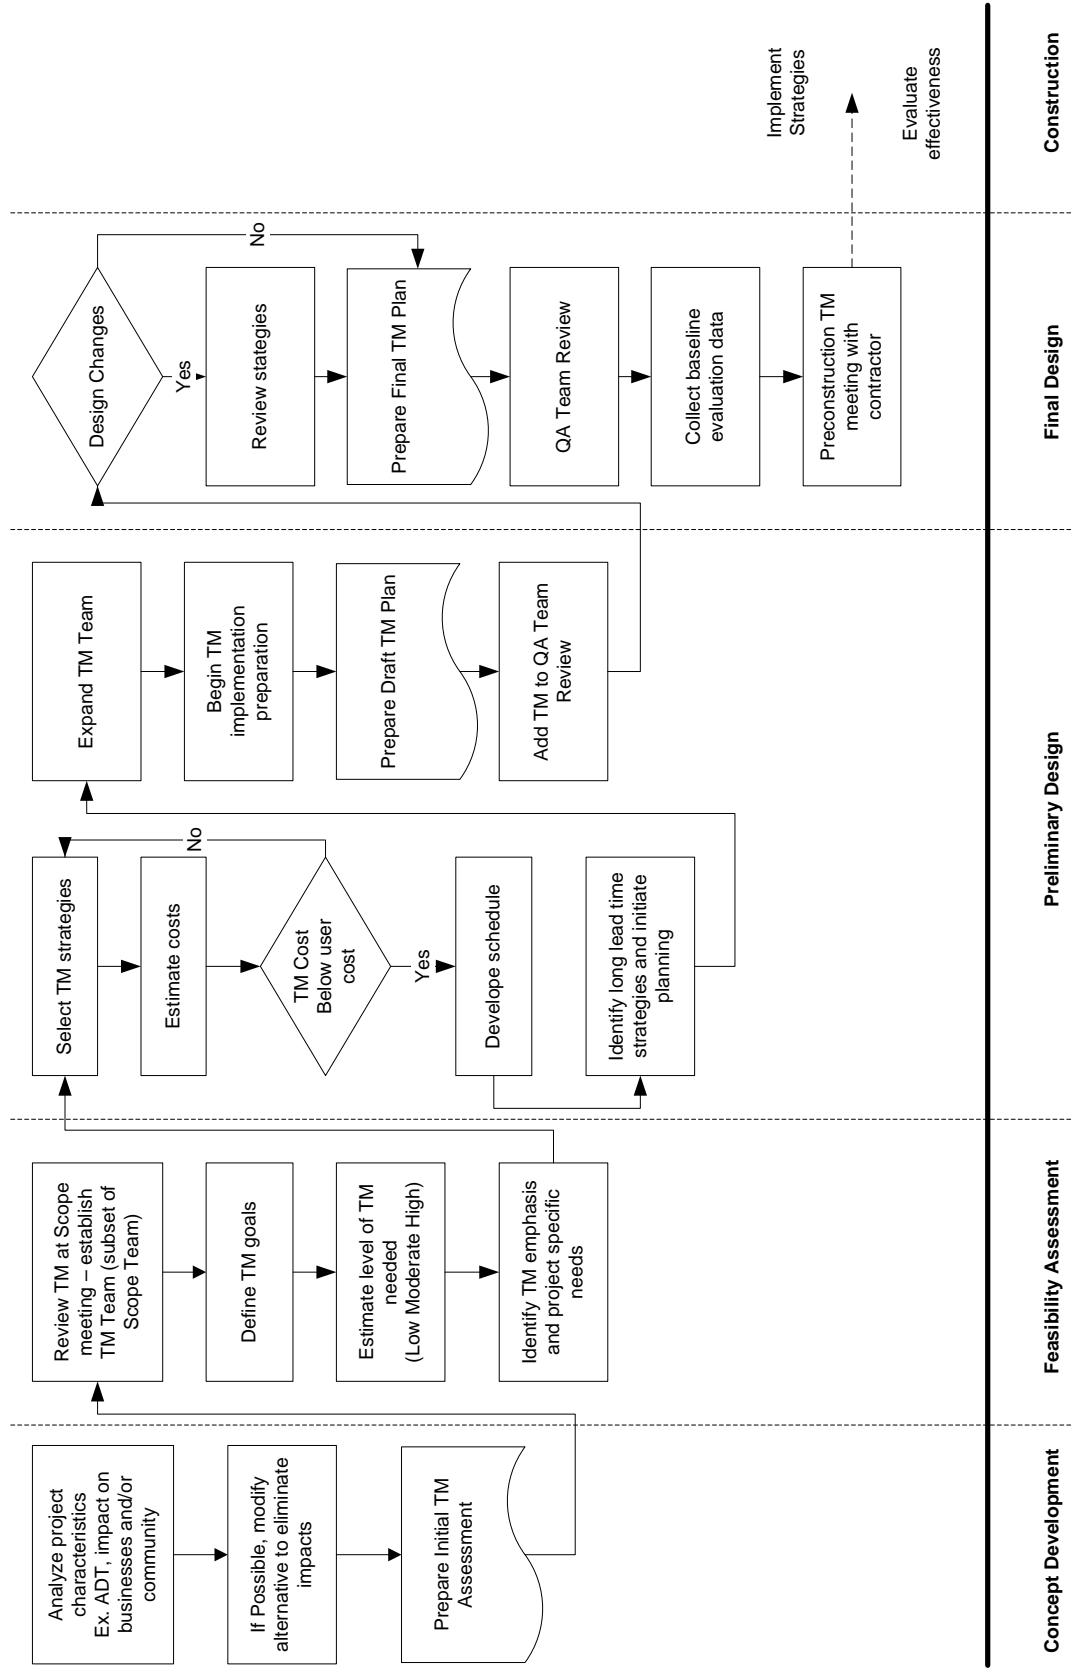 Analyze project
characteristics
Ex. ADT, impact on
businesses and/or
community
If Possible, modify
alternative to eliminate
impacts
Prepare Initial TM
Assessment
Concept Development
Review TM at Scope
meeting – establish
TM Team (subset of
Scope Team)
Define TM goals
Estimate level of TM
needed
(Low Moderate High)
Identify TM emphasis
and project specific
needs
Feasibility Assessment
Select TM strategies
Estimate costs
TM Cost
Below user
cost
No
Yes
Develope schedule
Identify long lead time
strategies and initiate
planning
Expand TM Team
Begin TM
implementation
preparation
Prepare Draft TM Plan
Add TM to QA Team
Review
Preliminary Design
Design Changes
No
Yes
Review stategies
Prepare Final TM Plan
QA Team Review
Collect baseline
evaluation data
Preconstruction TM
meeting with
contractor
Final Design
Implement
Strategies
Evaluate
effectiveness
Construction